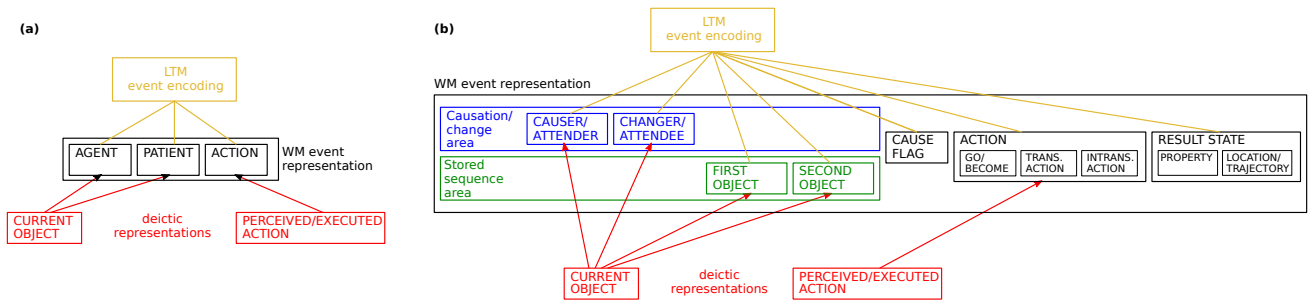 (a)
LTM
event encoding
AGENT
PATIENT
ACTION
WM event
representation
CURRENT
OBJECT
deictic
representations
PERCEIVED/EXECUTED
ACTION
(b)
LTM
event encoding
WM event representation
Causation/
change
area
CAUSER/
ATTENDER
CHANGER/
ATTENDEE
Stored
sequence
area
FIRST
OBJECT
SECOND
OBJECT
CAUSE
FLAG
ACTION
GO/
BECOME
TRANS.
ACTION
INTRANS.
ACTION
RESULT STATE
PROPERTY
LOCATION/
TRAJECTORY
CURRENT
OBJECT
deictic
representations
PERCEIVED/EXECUTED
ACTION